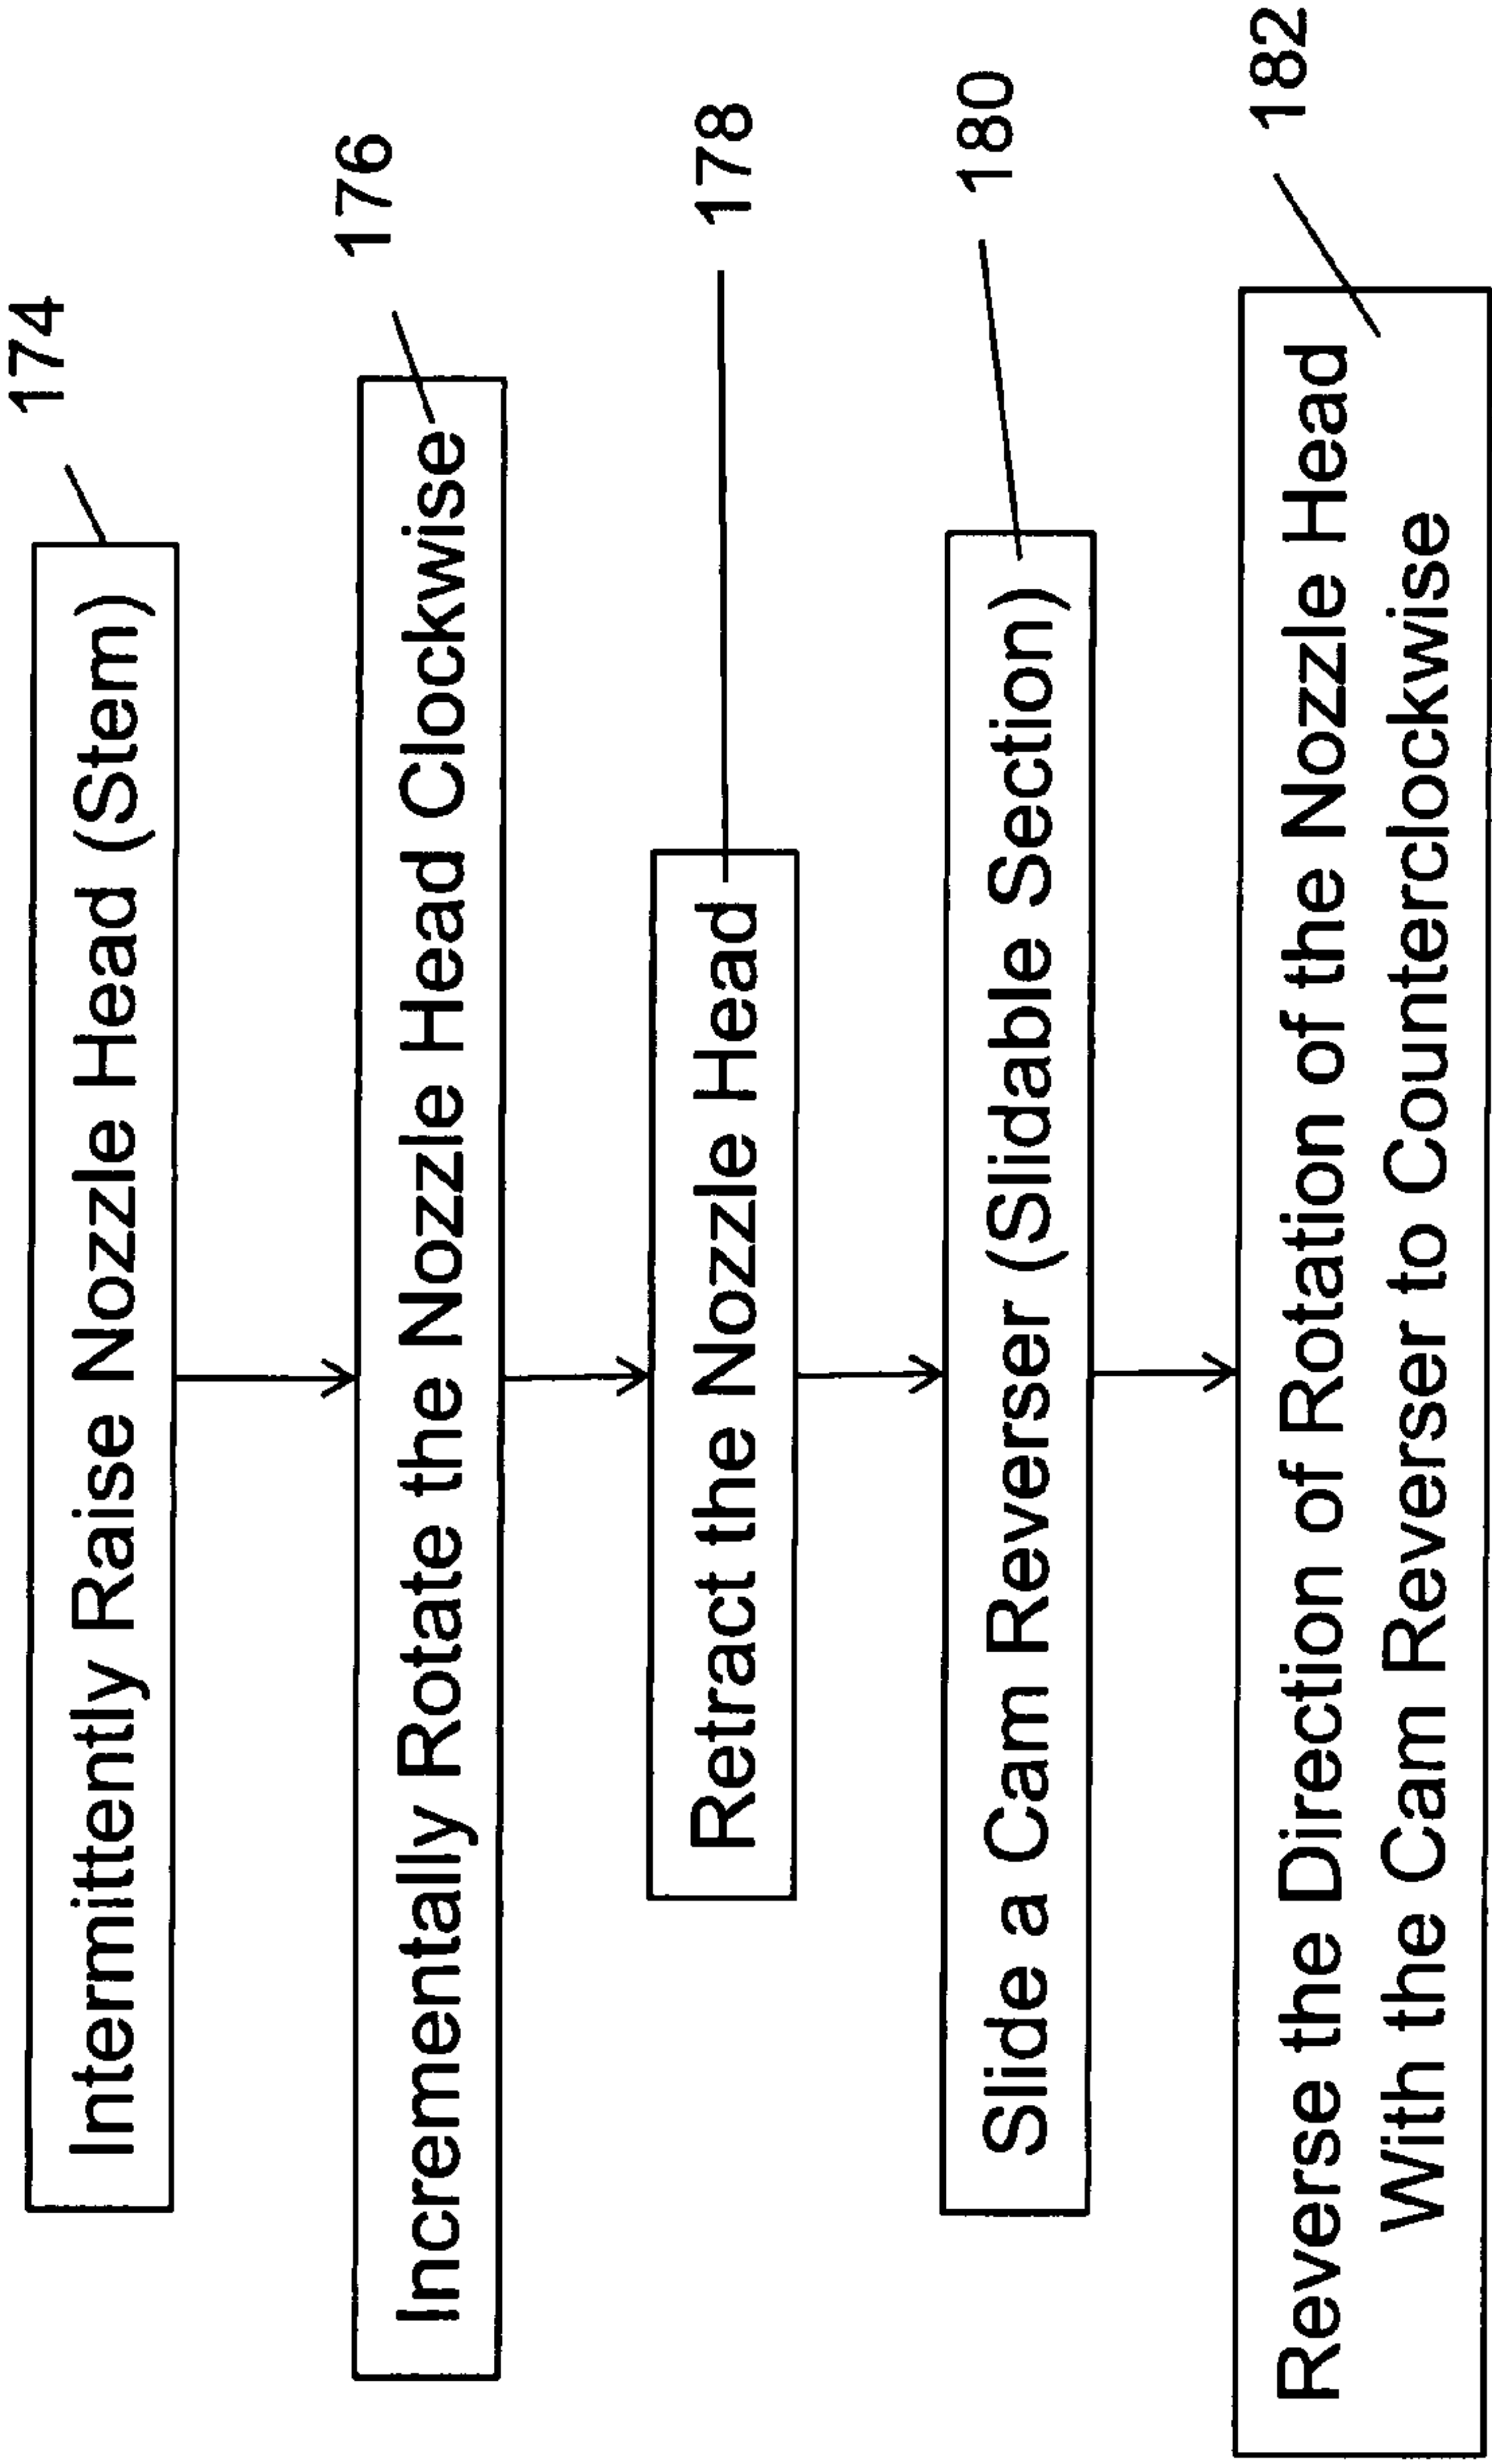 Intermittently Raise Nozzle Head (Stem)
174
Incrementally Rotate the Nozzle Head Clockwise
176
Retract the Nozzle Head
178
Slide a Cam Reverser (Slidable Section)
180
Reverse the Direction of Rotation of the Nozzle Head
With the Cam Reverser to Counterclockwise
182